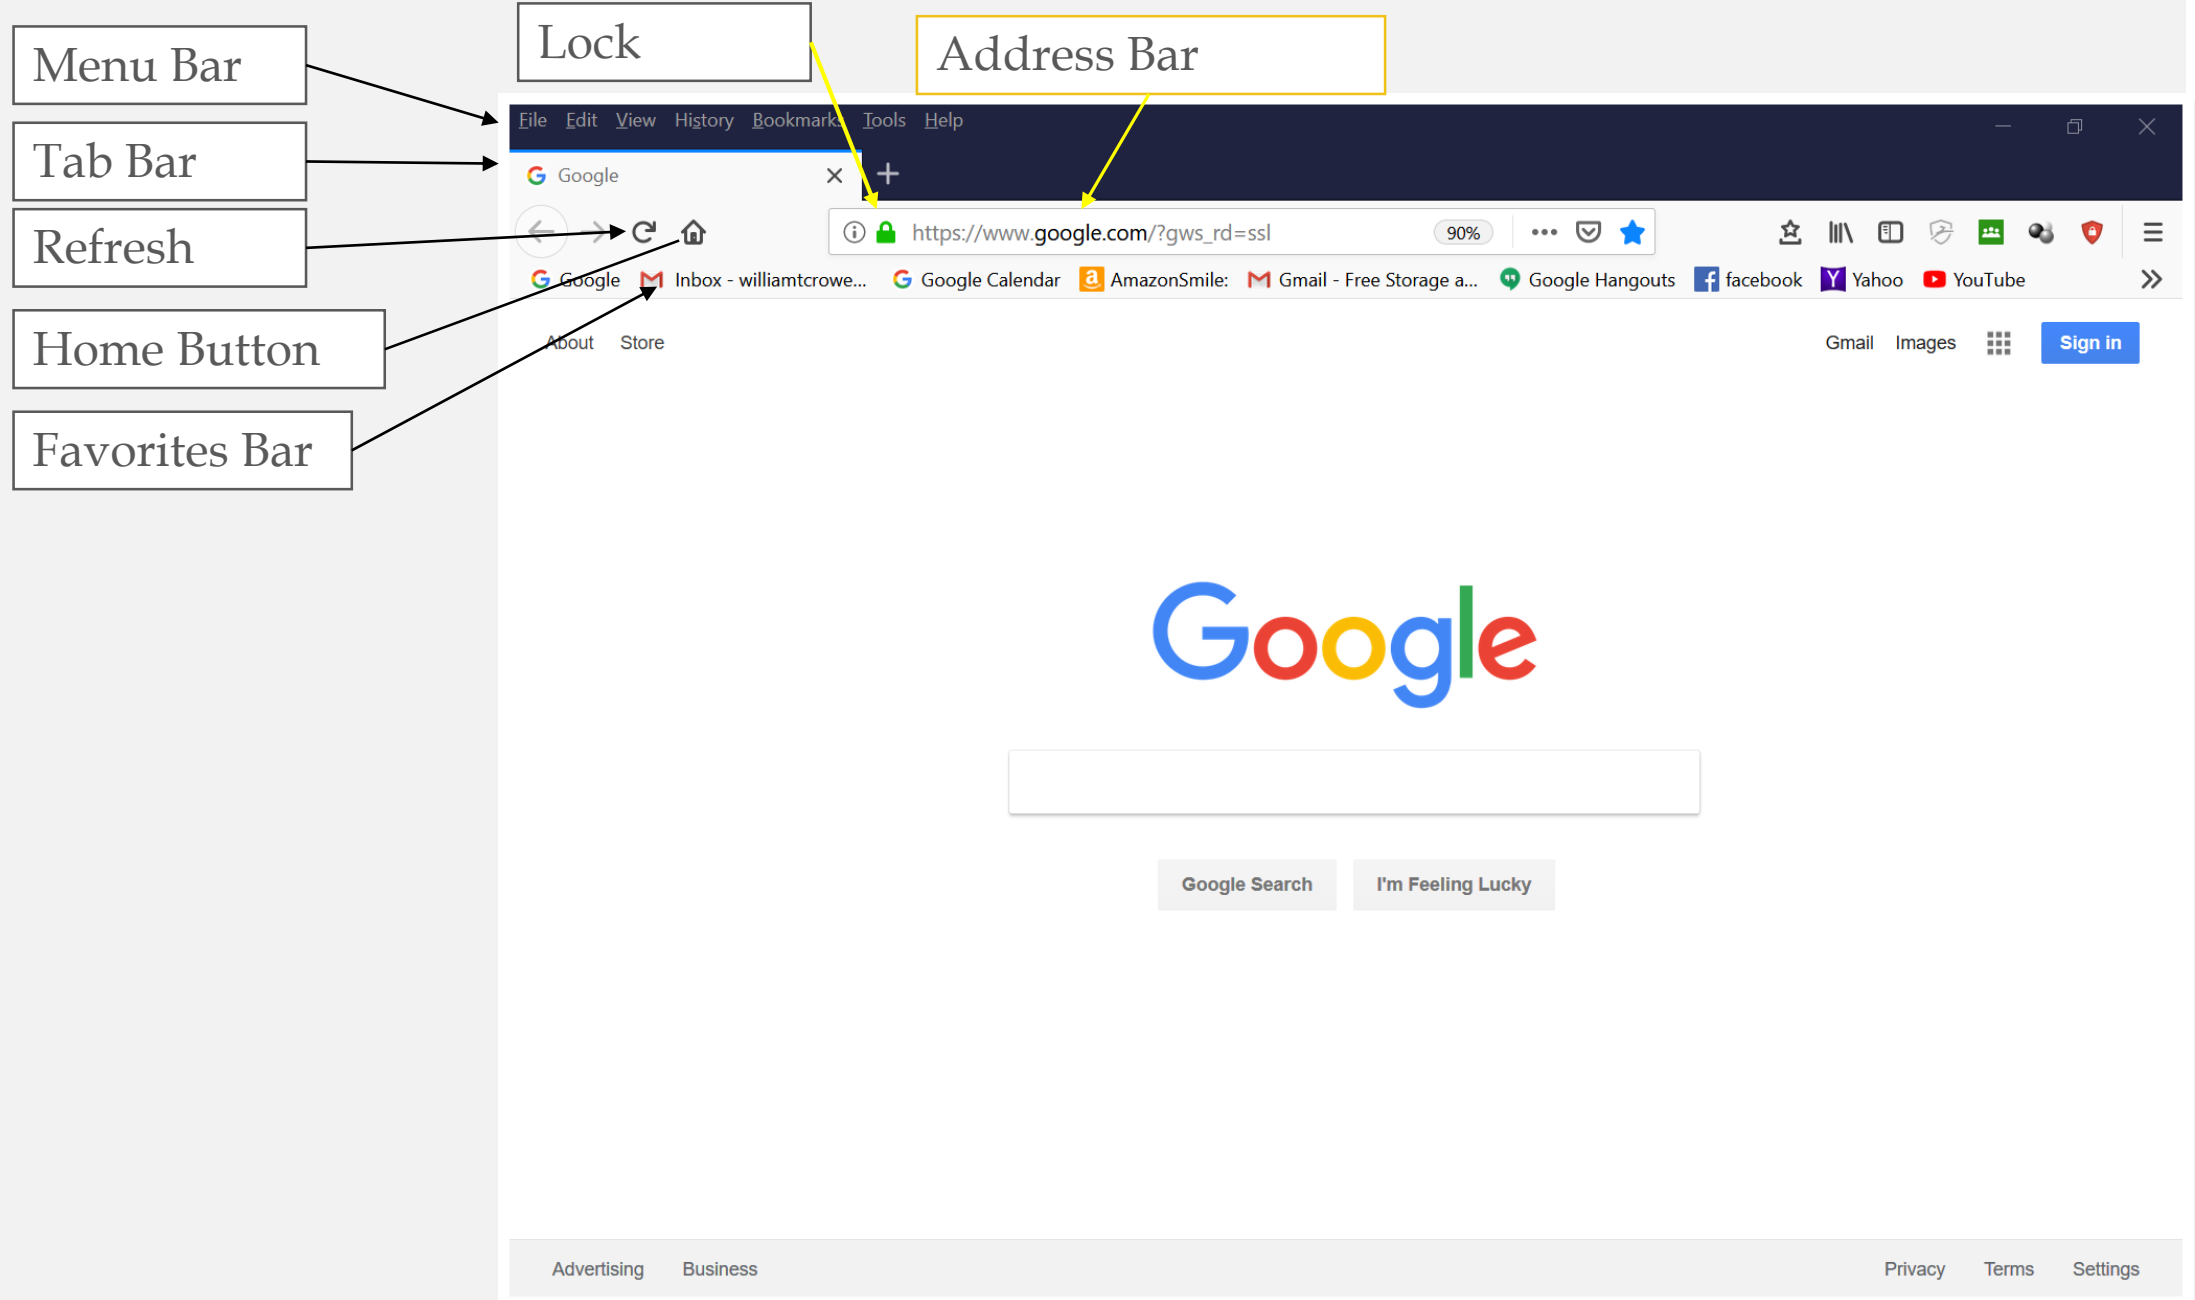 Lock
Address Bar
Menu Bar
Tab Bar
Refresh
Home Button
Favorites Bar
File Edit View History Bookmarks Tools Help
Google
https://www.google.com/?gws_rd=ssl 90%
Google Inbox - williamtcrowe... Google Calendar AmazonSmile: Gmail - Free Storage a... Google Hangouts facebook Yahoo YouTube
About Store Gmail Images Sign in
Google
Google Search I'm Feeling Lucky
Advertising Business Privacy Terms Settings